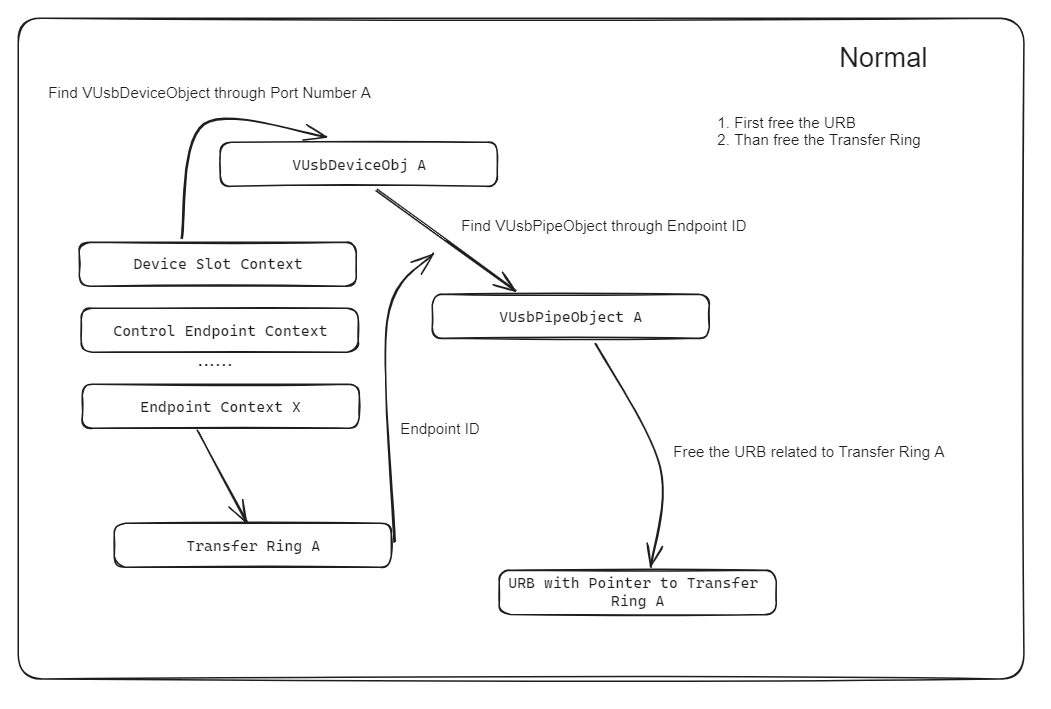 Normal
Find VUsbDeviceObject through Port Number A
1. First free the URB
2. Than free the Transfer Ring
VUsbDeviceObj A
Find VUsbPipeObject through Endpoint ID
Device Slot Context
VUsbPipeObject A
Control Endpoint Context
......
Endpoint Context X
Endpoint ID
Free the URB related to Transfer Ring A
Transfer Ring A
URB with Pointer to Transfer
Ring A